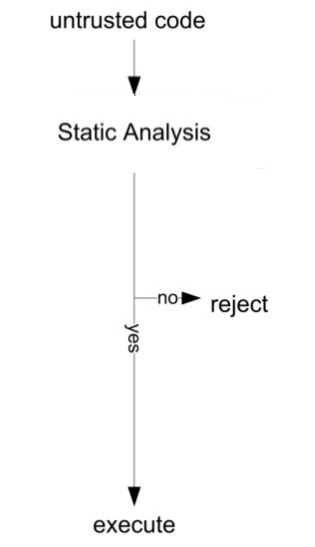 untrusted code
Static Analysis
no
reject
yes
execute